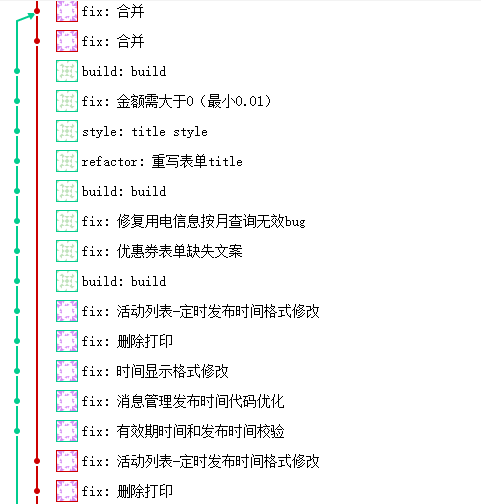 fix: 合并
fix: 合并
build: build
fix: 金额需大于0（最小0.01）
style: title style
refactor: 重写表单title
build: build
fix: 修复用电信息按月查询无效bug
fix: 优惠券表单缺失文案
build: build
fix: 活动列表-定时发布时间格式修改
fix: 删除打印
fix: 时间显示格式修改
fix: 消息管理发布时间代码优化
fix: 有效期时间和发布时间校验
fix: 活动列表-定时发布时间格式修改
fix: 删除打印